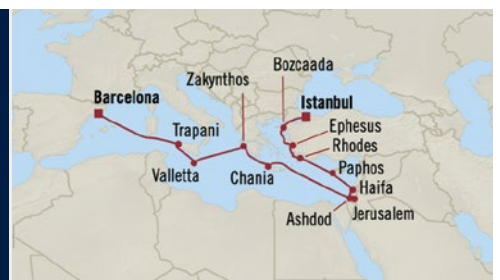 Zakynthos
Bozcaada
Barcelona
Istanbul
Trapani
Ephesus
Rhodes
Valletta
Chania
Paphos
Haifa
Ashdod
Jerusalem